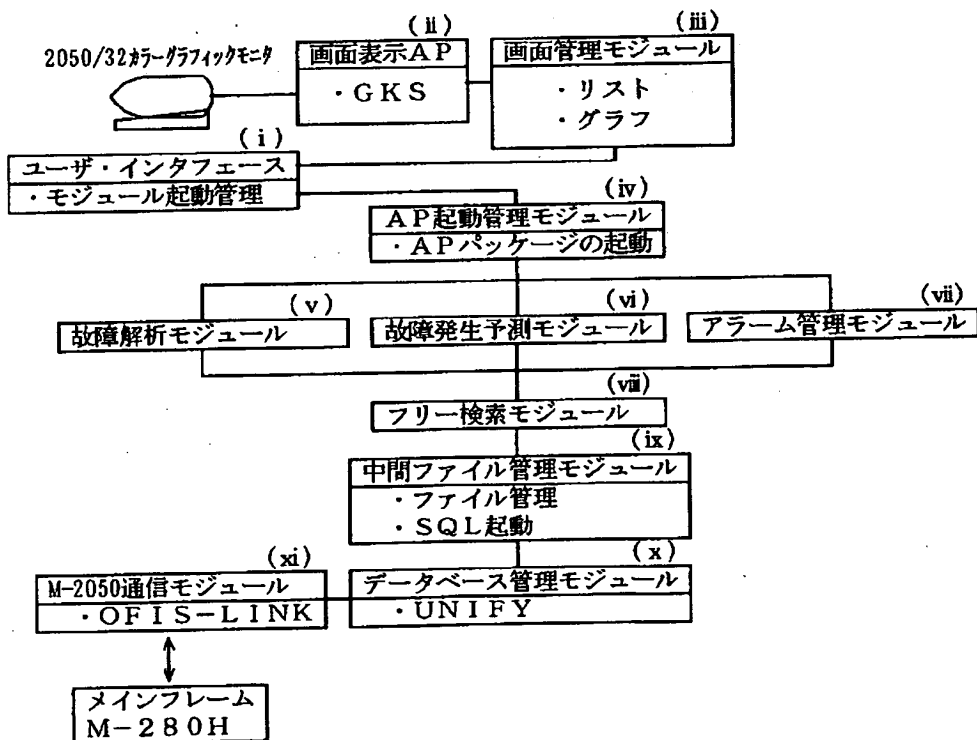 (ii)
(iii)
2050/32カラーグラフィックモニタ
画面表示AP
画面管理モジュール
・GKS
・リスト
・グラフ
(i)
ユーザ・インタフェース
・モジュール起動管理
(iv)
AP起動管理モジュール
・APパッケージの起動
(v)
(vi)
(vii)
故障解析モジュール
故障発生予測モジュール
アラーム管理モジュール
(viii)
フリー検索モジュール
(ix)
中間ファイル管理モジュール
・ファイル管理
・SQL起動
(xi)
(x)
M-2050通信モジュール
データベース管理モジュール
・OFIS-LINK
・UNIFY
メインフレーム
M-280H